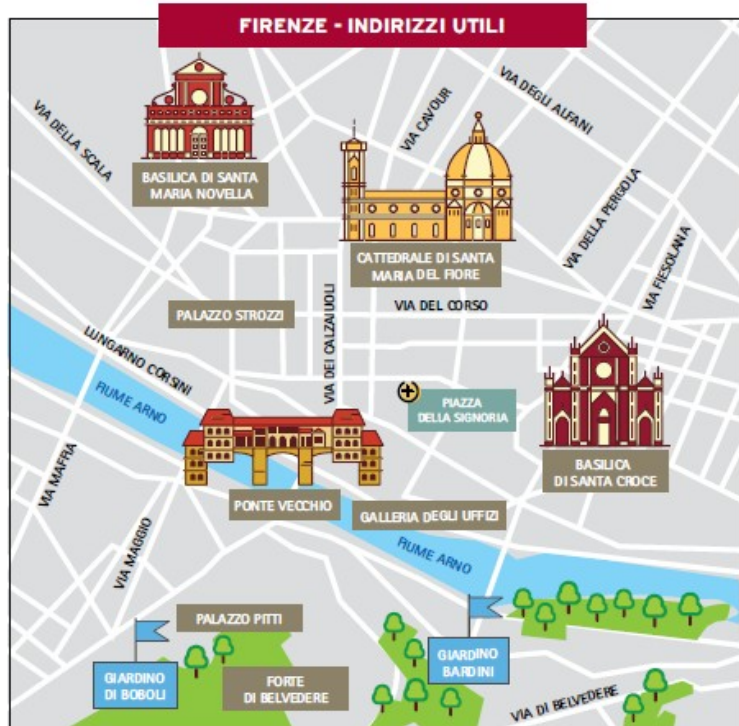 FIRENZE - INDIRIZZI UTILI
VIA DELLA SCALA
BASILICA DI SANTA
MARIA NOVELLA
VIA CAVOUR
VIA DEGLI ALFANI
CATTEDRALE DI SANTA
MARIA DEL FIORE
VIA DELLA PERGOLA
VIA FIESOLANA
PALAZZO STROZZI
VIA DEI CALZAIUOLI
VIA DEL CORSO
LUNGARNO CORSINI
FIUME ARNO
PIAZZA
DELLA SIGNORIA
BASILICA
DI SANTA CROCE
VIA MAFRA
PONTE VECCHIO
GALLERIA DEGLI UFFIZI
VIA MAGGIO
FIUME ARNO
PALAZZO PITTI
GIARDINO
DI BOBOLI
FORTE
DI BELVEDERE
GIARDINO
BARDINI
VIA DI BELVEDERE